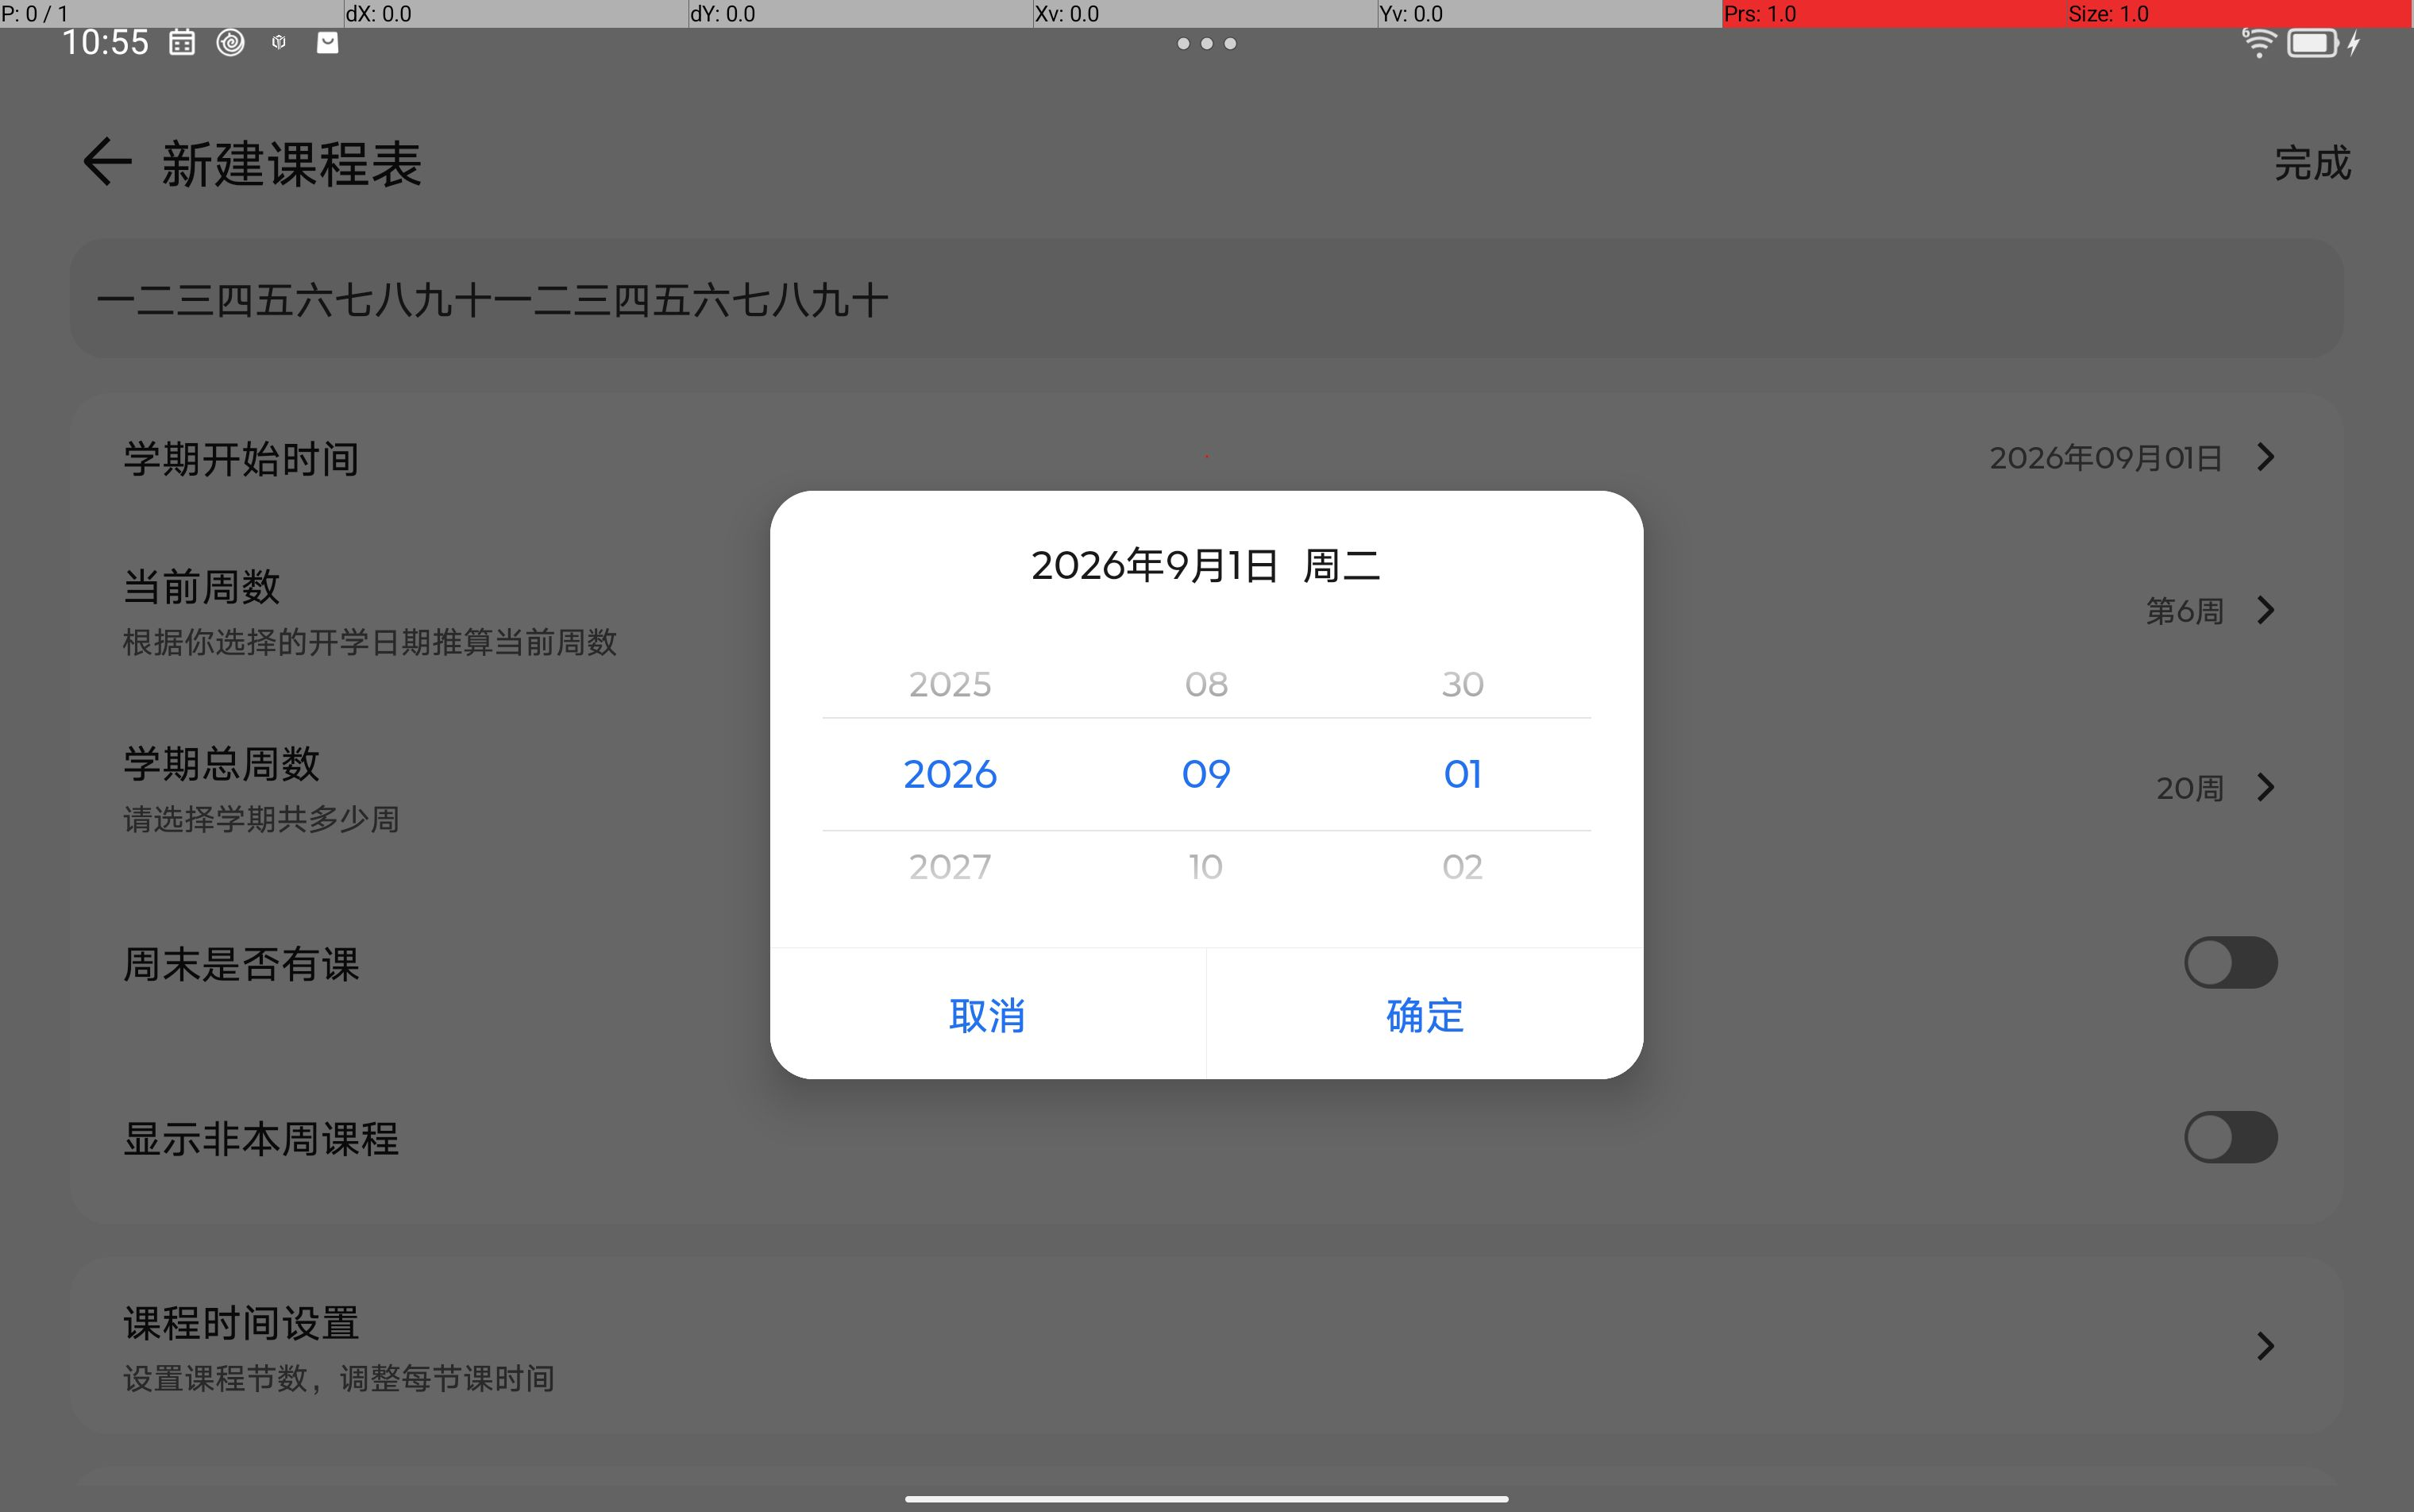 P: 0 / 1 dX: 0.0 dY: 0.0 Xv: 0.0 Yv: 0.0 Prs: 1.0 Size: 1.0
10:55 6
新建课程表 完成
一二三四五六七八九十一二三四五六七八九十
学期开始时间 2026年09月01日
当前周数
根据你选择的开学日期推算当前周数
第6周
学期总周数
请选择学期共多少周
20周
周末是否有课
显示非本周课程
课程时间设置
设置课程节数，调整每节课时间
2026年9月1日 周二
2025 08 30
2026 09 01
2027 10 02
取消 确定